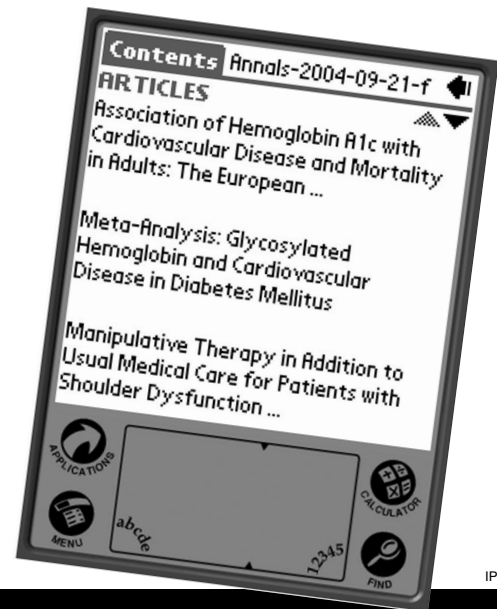 Contents Annals-2004-09-21-f
ARTICLES
Association of Hemoglobin A1c with
Cardiovascular Disease and Mortality
in Adults: The European ...
Meta-Analysis: Glycosylated
Hemoglobin and Cardiovascular
Disease in Diabetes Mellitus
Manipulative Therapy in Addition to
Usual Medical Care for Patients with
Shoulder Dysfunction ...
APPLICATIONS
CALCULATOR
MENU
abcde
12345
FIND
IP